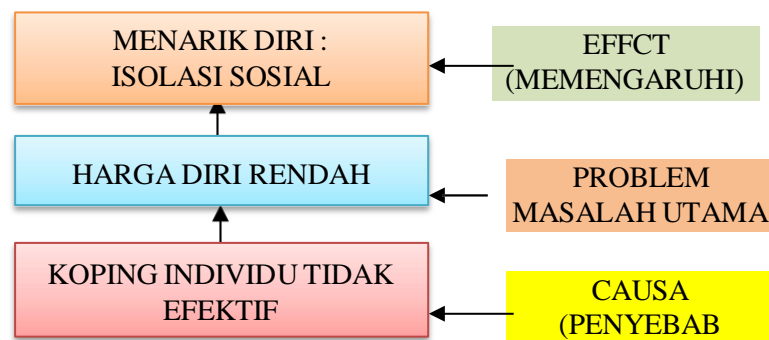 MENARIK DIRI :
ISOLASI SOSIAL
EFFCT
(MEMENGARUHI)
HARGA DIRI RENDAH
PROBLEM
MASALAH UTAMA
KOPING INDIVIDU TIDAK
EFEKTIF
CAUSA
(PENYEBAB